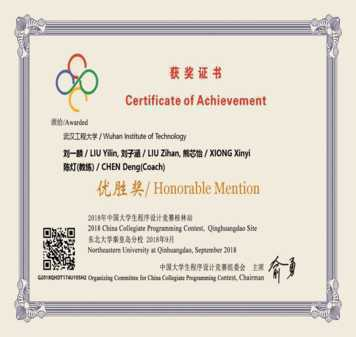 获奖证书
Certificate of Achievement
颁给/Awarded
武汉工程大学 / Wuhan Institute of Technology
刘一麟 / LIU Yilin, 刘子涵 / LIU Zihan, 熊芯怡 / XIONG Xinyi
陈灯(教练) / CHEN Deng(Coach)
优胜奖/ Honorable Mention
2018年中国大学生程序设计竞赛桂林站
2018 China Collegiate Programming Contest, Qinghuangdao Site
东北大学秦皇岛分校 2018年9月
Northeastern University at Qinhuangdao, September 2018
中国大学生程序设计竞赛组委会 主席
Organizing Committee for China Collegiate Programming Contest, Chairman